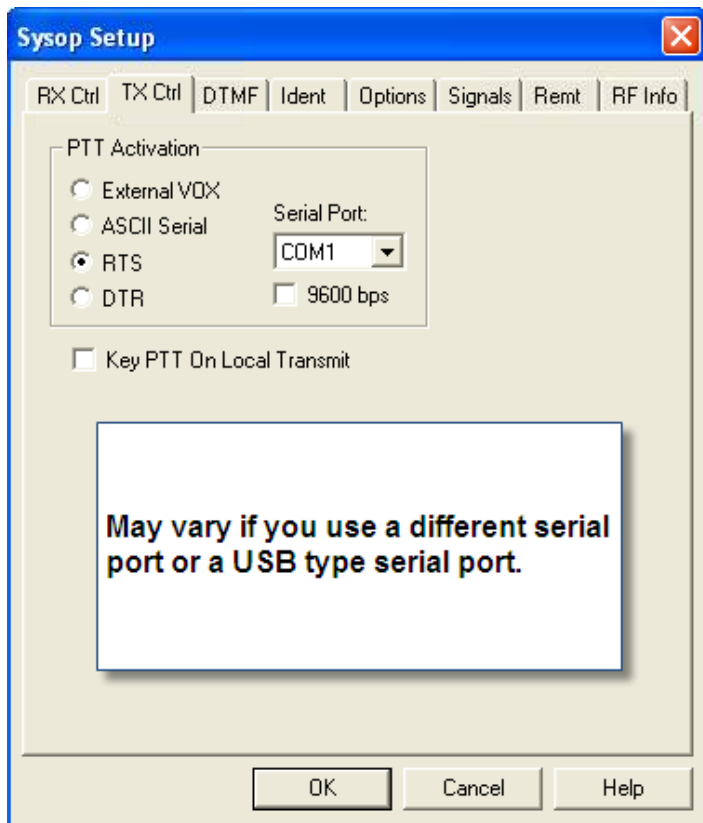 Sysop Setup
RX Ctrl TX Ctrl DTMF Ident Options Signals Remt RF Info
PTT Activation
External VOX
ASCII Serial
RTS
DTR
Serial Port:
COM1
9600 bps
Key PTT On Local Transmit
May vary if you use a different serial
port or a USB type serial port.
OK Cancel Help